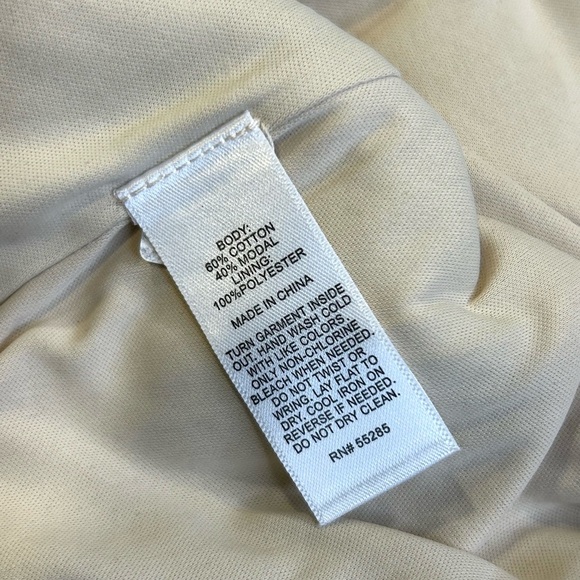 BODY:
60% COTTON
40% MODAL
LINING:
100%POLYESTER
MADE IN CHINA
TURN GARMENT INSIDE
OUT. HAND WASH COLD
WITH LIKE COLORS.
ONLY NON-CHLORINE
BLEACH WHEN NEEDED.
DO NOT TWIST OR
WRING. LAY FLAT TO
DRY. COOL IRON ON
REVERSE IF NEEDED.
DO NOT DRY CLEAN.
RN# 55285